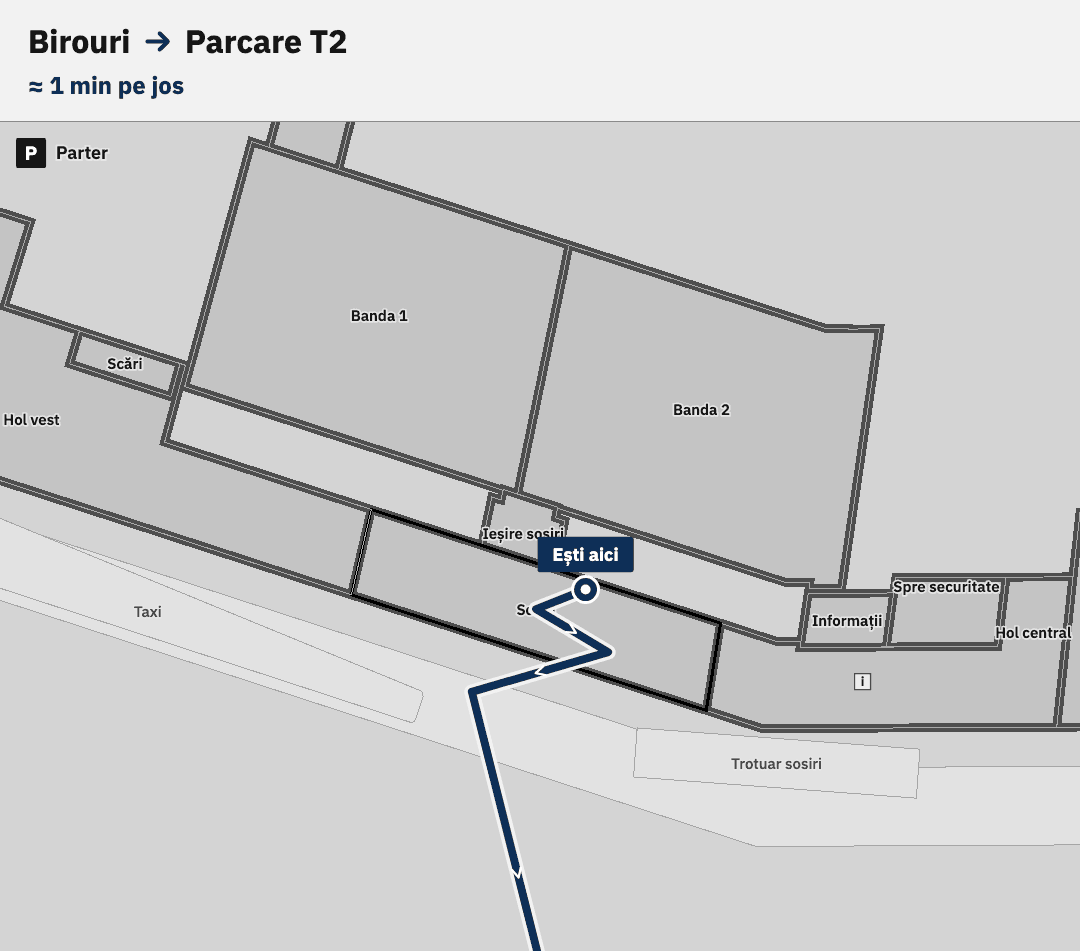 Birouri → Parcare T2
≈ 1 min pe jos
P Parter
Banda 1
Scări
Banda 2
Hol vest
Ieșire sosiri
Ești aici
Spre securitate
Taxi
Informații
Hol central
i
Trotuar sosiri